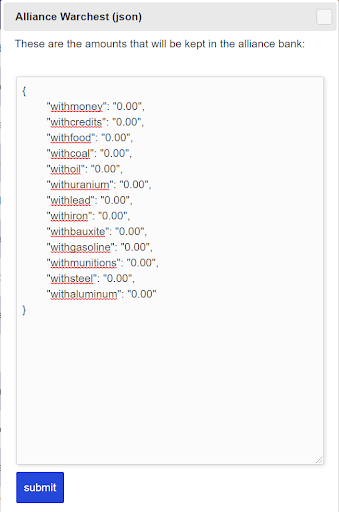 Alliance Warchest (json)
These are the amounts that will be kept in the alliance bank:
{
"withmoney": "0.00",
"withcredits": "0.00",
"withfood": "0.00",
"withcoal": "0.00",
"withoil": "0.00",
"withuranium": "0.00",
"withlead": "0.00",
"withiron": "0.00",
"withbauxite": "0.00",
"withgasoline": "0.00",
"withmunitions": "0.00",
"withsteel": "0.00",
"withaluminum": "0.00"
}
submit